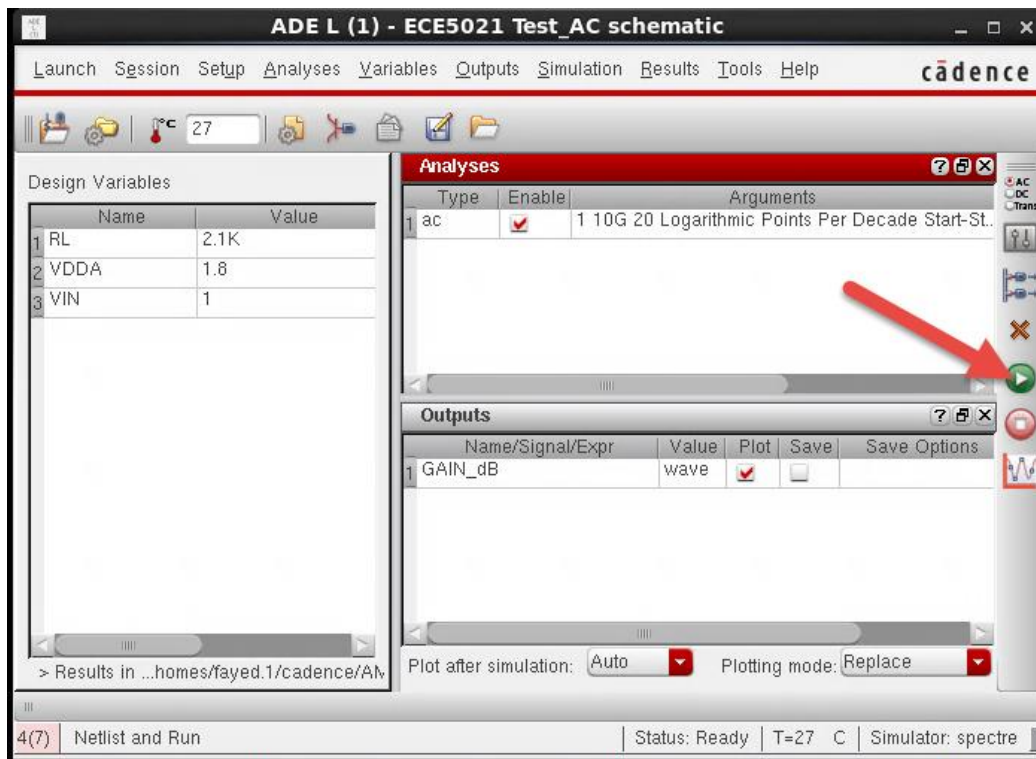 ADE L (1) - ECE5021 Test_AC schematic
Launch Session Setup Analyses Variables Outputs Simulation Results Tools Help cādence
°C 27
Design Variables
Name Value
1 RL 2.1K
2 VDDA 1.8
3 VIN 1
> Results in ...homes/fayed.1/cadence/AM
Analyses
Type Enable Arguments
1 ac 1 10G 20 Logarithmic Points Per Decade Start-St..
Outputs
Name/Signal/Expr Value Plot Save Save Options
1 GAIN_dB wave
Plot after simulation: Auto Plotting mode: Replace
AC
DC
Trans
4(7) Netlist and Run Status: Ready T=27 C Simulator: spectre